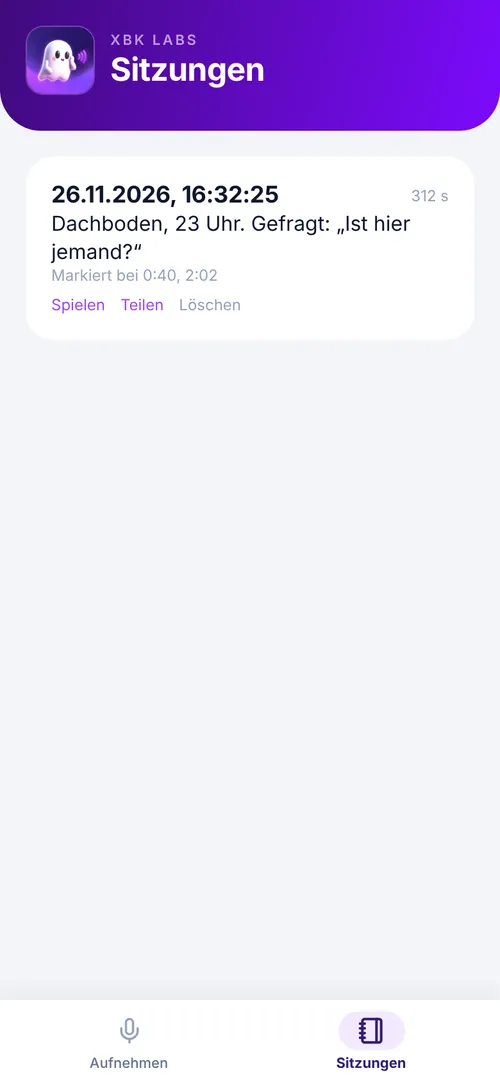 XBK LABS
Sitzungen
26.11.2026, 16:32:25
312 s
Dachboden, 23 Uhr. Gefragt: „Ist hier
jemand?“
Markiert bei 0:40, 2:02
Spielen Teilen Löschen
Aufnehmen Sitzungen